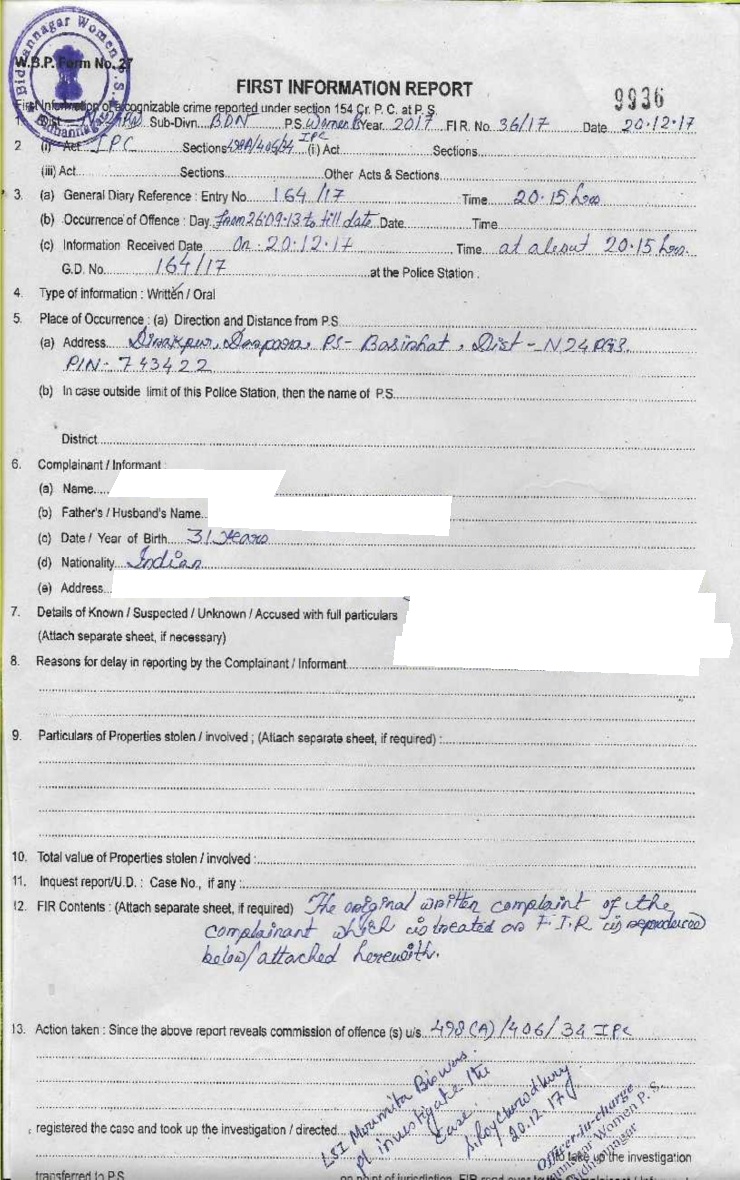 Bidhannagar Women P.S.
Bidhannagar
W.B.P. Form No. 27
FIRST INFORMATION REPORT
9936
First Information of a cognizable crime reported under section 154 Cr. P. C. at P. S.
1. Dist Sub-Divn. BDN P.S. Women P.S. Year 2017 FIR. No. 36/17 Date 20.12.17
2 (i) Act IPC Sections 498A/406/34 IPC (i) Act Sections
(iii) Act Sections Other Acts & Sections
3. (a) General Diary Reference : Entry No. 164/17 Time 20.15 hrs
(b) Occurrence of Offence : Day from 26.09.13 to till date Date Time
(c) Information Received Date On 20.12.17 Time at about 20.15 hrs.
G.D. No. 164/17 at the Police Station :
4. Type of information : Written / Oral
5. Place of Occurrence : (a) Direction and Distance from P.S.
(a) Address PS- Basirhat, Dist - N 24 PGS.
PIN- 743422
(b) In case outside limit of this Police Station, then the name of P.S.
District
6. Complainant / Informant :
(a) Name
(b) Father's / Husband's Name
(c) Date / Year of Birth 31 Years
(d) Nationality Indian
(e) Address
7. Details of Known / Suspected / Unknown / Accused with full particulars
(Attach separate sheet, if necessary)
8. Reasons for delay in reporting by the Complainant / Informent
9. Particulars of Properties stolen / involved ; (Attach separate sheet, if required) :
10. Total value of Properties stolen / involved :
11. Inquest report/U.D. : Case No., if any :
12. FIR Contents : (Attach separate sheet, if required) The original written complaint of the
complainant which is treated as F.I.R is reproduced
below/attached herewith.
13. Action taken : Since the above report reveals commission of offence (s) u/s. 498(A)/406/34 IPC
registered the case and took up the investigation / directed
LSI Moumita Biswas
pl investigate the
case.
20.12.17
Officer-in-charge
Bidhannagar Women P. S.
Bidhannagar
to take up the investigation
transferred to P.S. on point of jurisdiction. FIR read over to